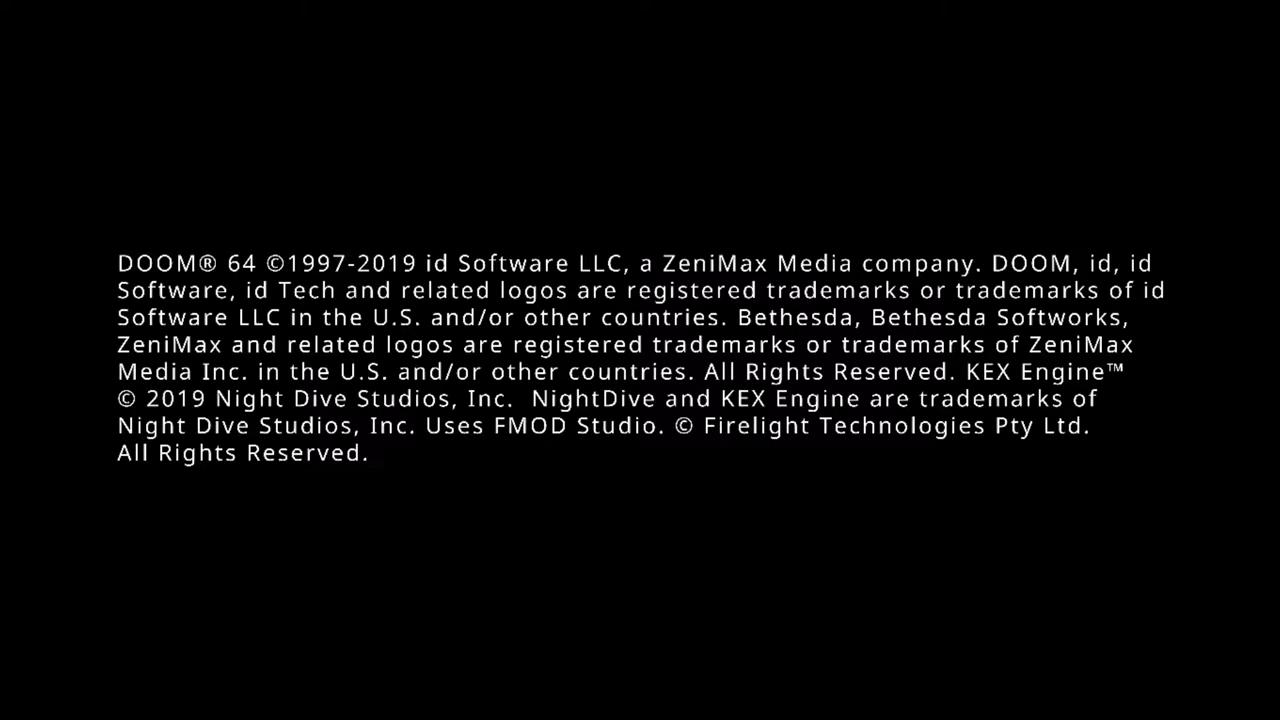 DOOM® 64 ©1997-2019 id Software LLC, a ZeniMax Media company. DOOM, id, id
Software, id Tech and related logos are registered trademarks or trademarks of id
Software LLC in the U.S. and/or other countries. Bethesda, Bethesda Softworks,
ZeniMax and related logos are registered trademarks or trademarks of ZeniMax
Media Inc. in the U.S. and/or other countries. All Rights Reserved. KEX Engine™
© 2019 Night Dive Studios, Inc.  NightDive and KEX Engine are trademarks of
Night Dive Studios, Inc. Uses FMOD Studio. © Firelight Technologies Pty Ltd.
All Rights Reserved.